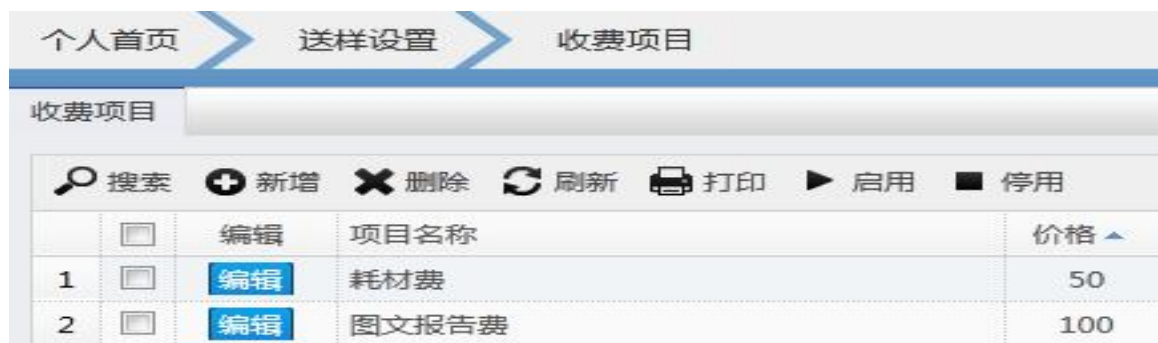 个人首页 送样设置 收费项目
收费项目
搜索 新增 删除 刷新 打印 启用 停用
编辑 项目名称 价格
1 编辑 耗材费 50
2 编辑 图文报告费 100